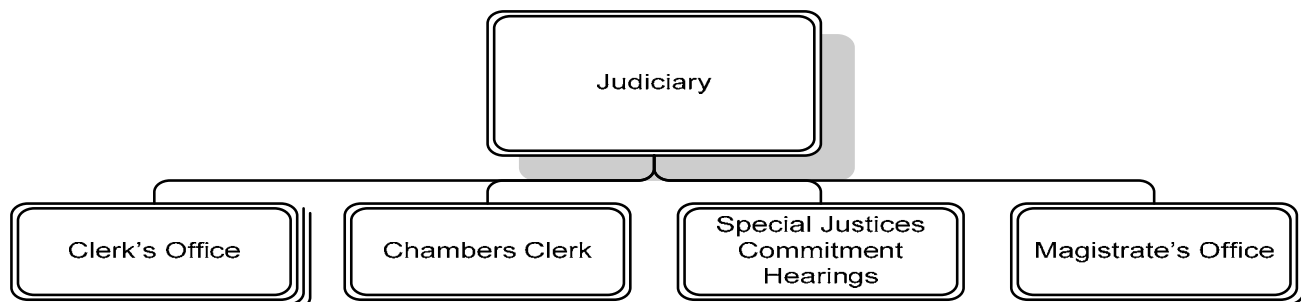 Judiciary
Clerk’s Office
Chambers Clerk
Special Justices
Commitment
Hearings
Magistrate’s Office